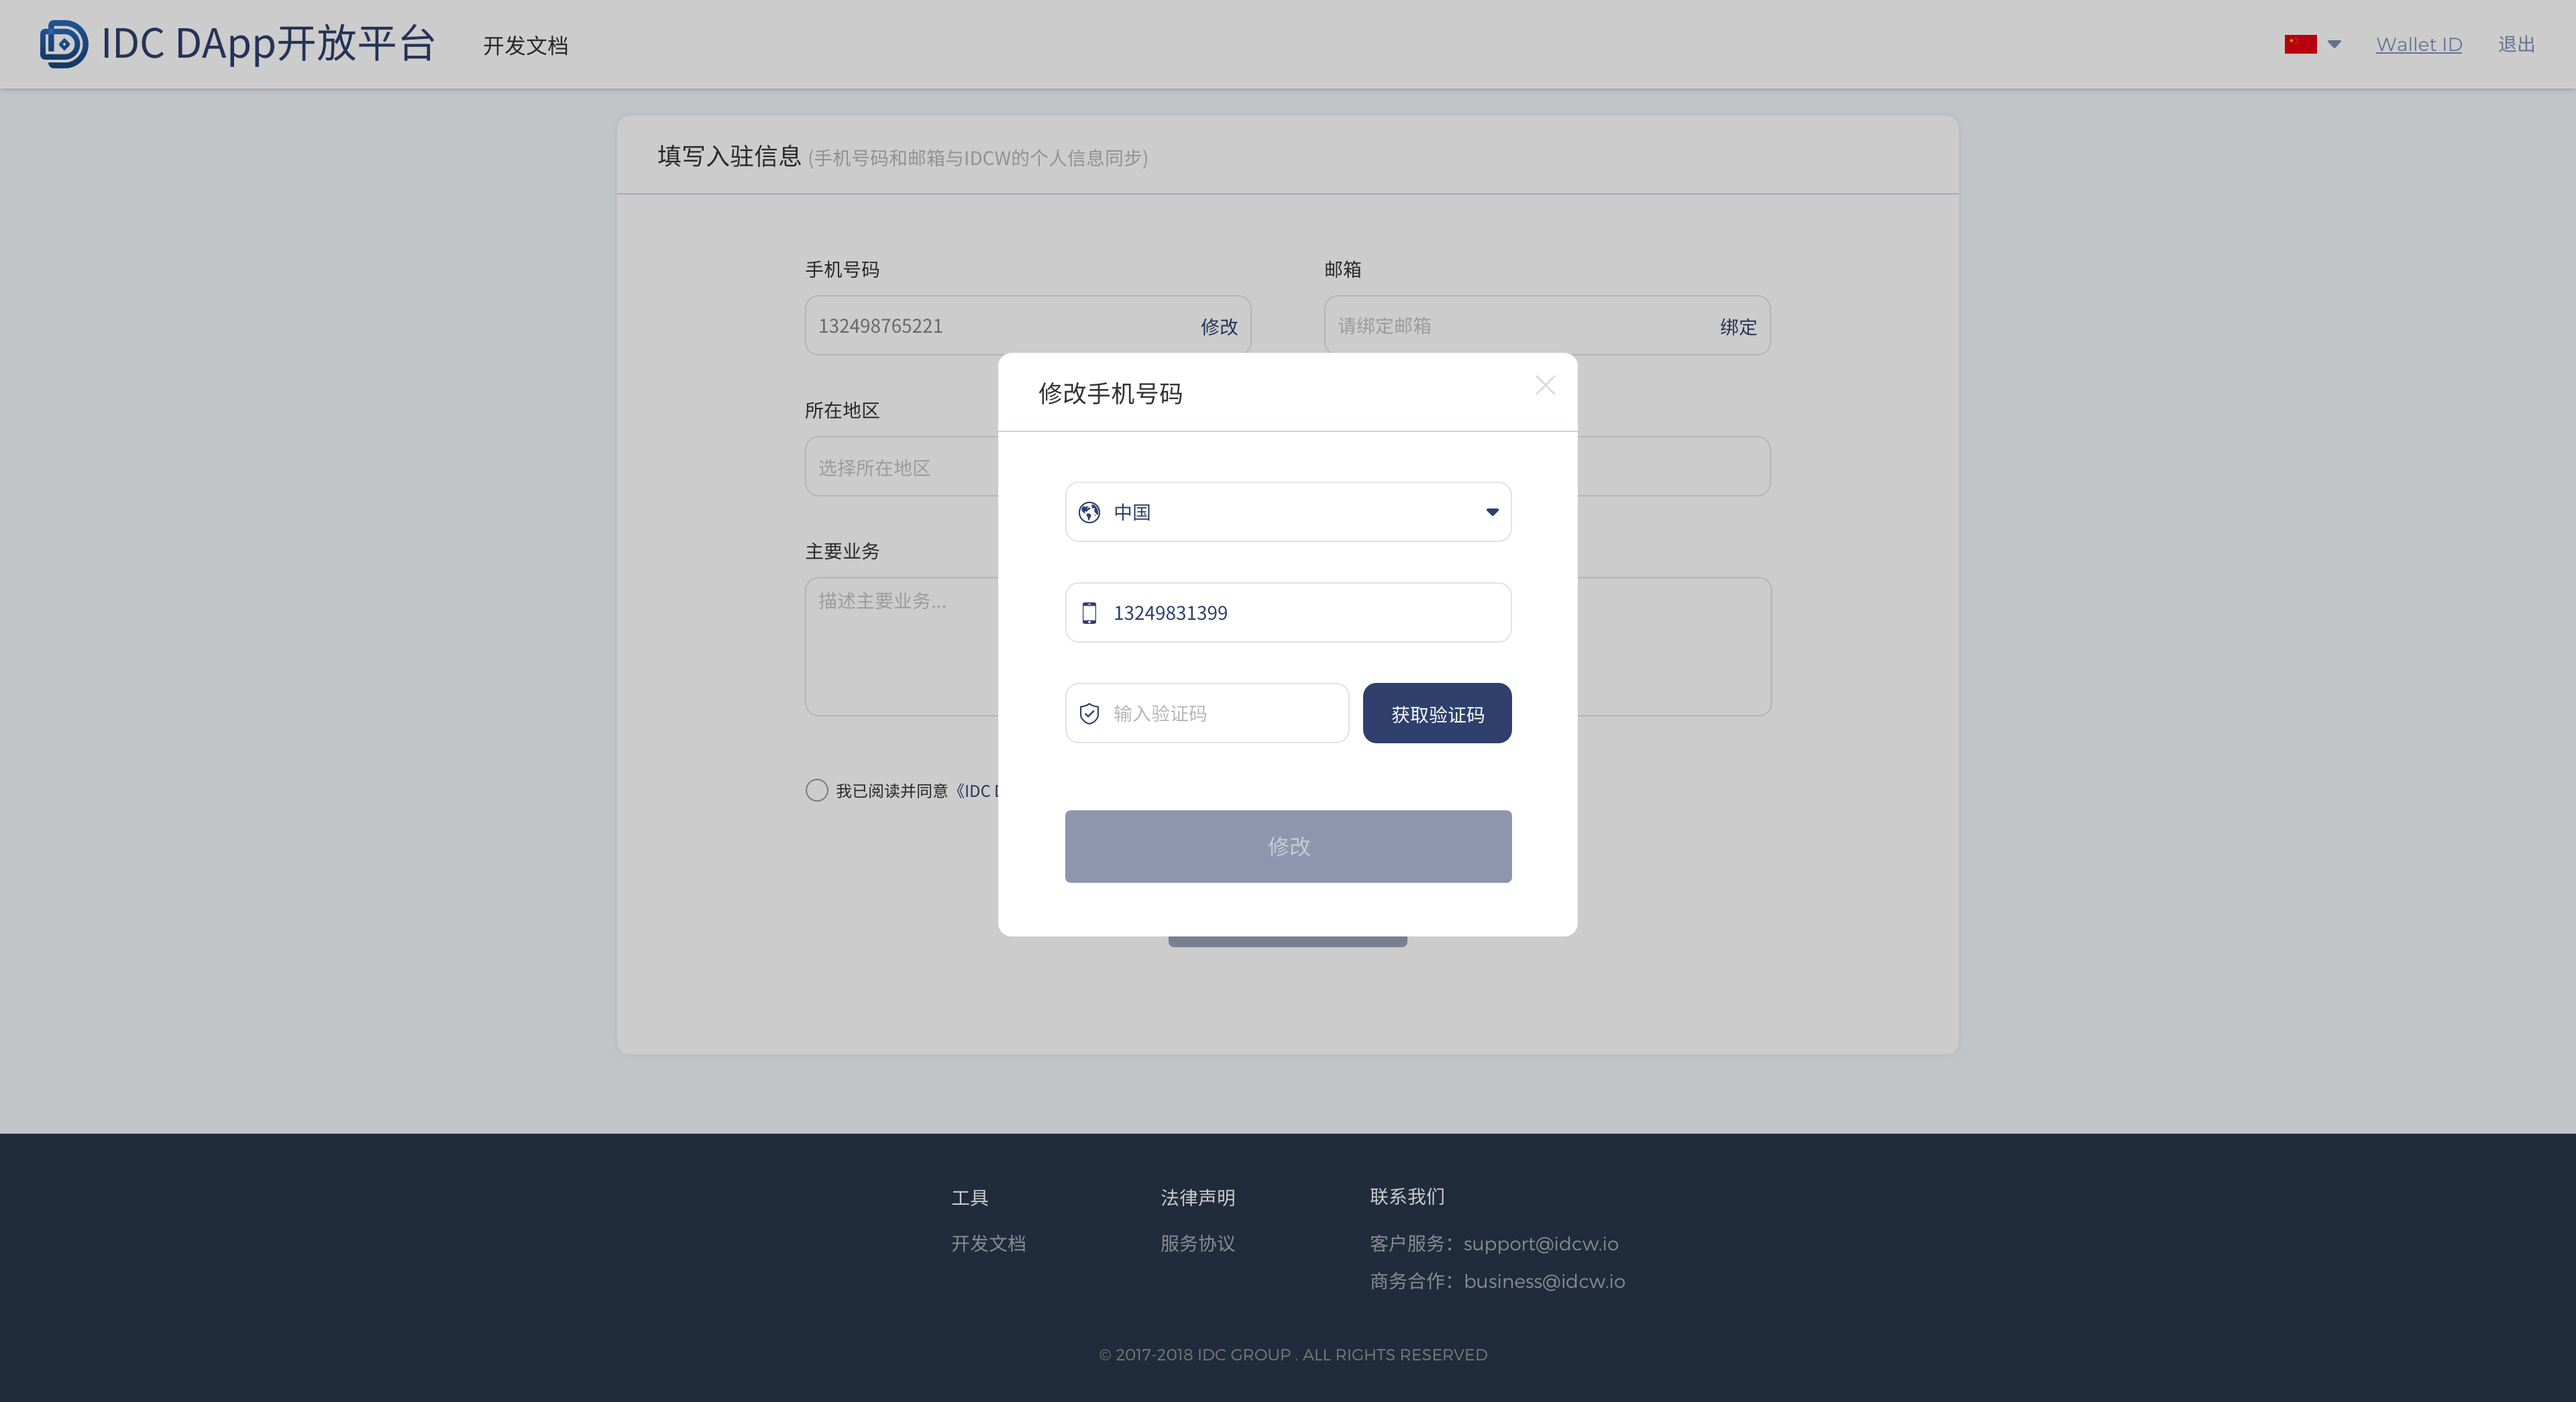 IDC DApp开放平台
开发文档
Wallet ID
退出
填写入驻信息 (手机号码和邮箱与IDCW的个人信息同步)
手机号码
邮箱
132498765221
修改
请绑定邮箱
绑定
修改手机号码
所在地区
选择所在地区
中国
主要业务
描述主要业务...
13249831399
输入验证码
获取验证码
我已阅读并同意《IDC
修改
工具
法律声明
联系我们
开发文档
服务协议
客户服务：support@idcw.io
商务合作：business@idcw.io
© 2017-2018 IDC GROUP . ALL RIGHTS RESERVED